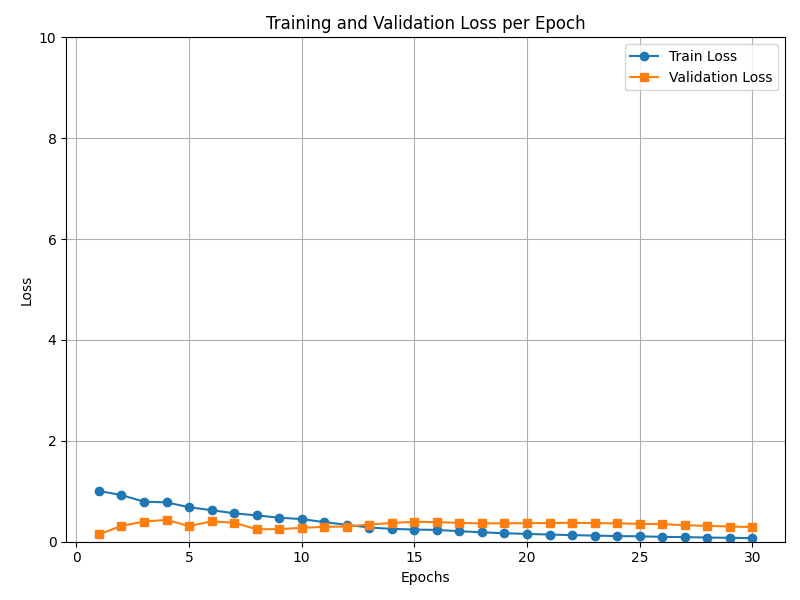 Training and Validation Loss per Epoch
Train Loss
Validation Loss
10
8
6
4
2
0
Loss
0 5 10 15 20 25 30
Epochs